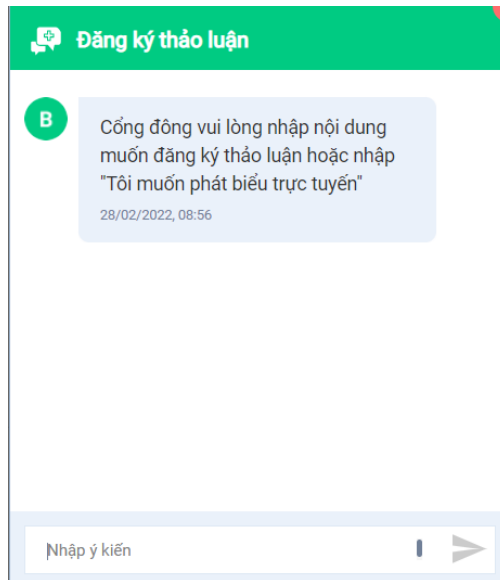 Đăng ký thảo luận
B
Cổng đông vui lòng nhập nội dung
muốn đăng ký thảo luận hoặc nhập
"Tôi muốn phát biểu trực tuyến"
28/02/2022, 08:56
Nhập ý kiến